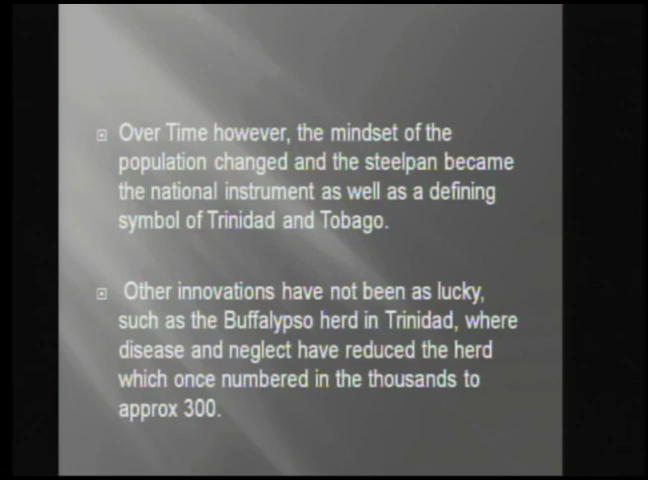 Over Time however, the mindset of the
population changed and the steelpan became
the national instrument as well as a defining
symbol of Trinidad and Tobago.
Other innovations have not been as lucky,
such as the Buffalypso herd in Trinidad, where
disease and neglect have reduced the herd
which once numbered in the thousands to
approx 300.